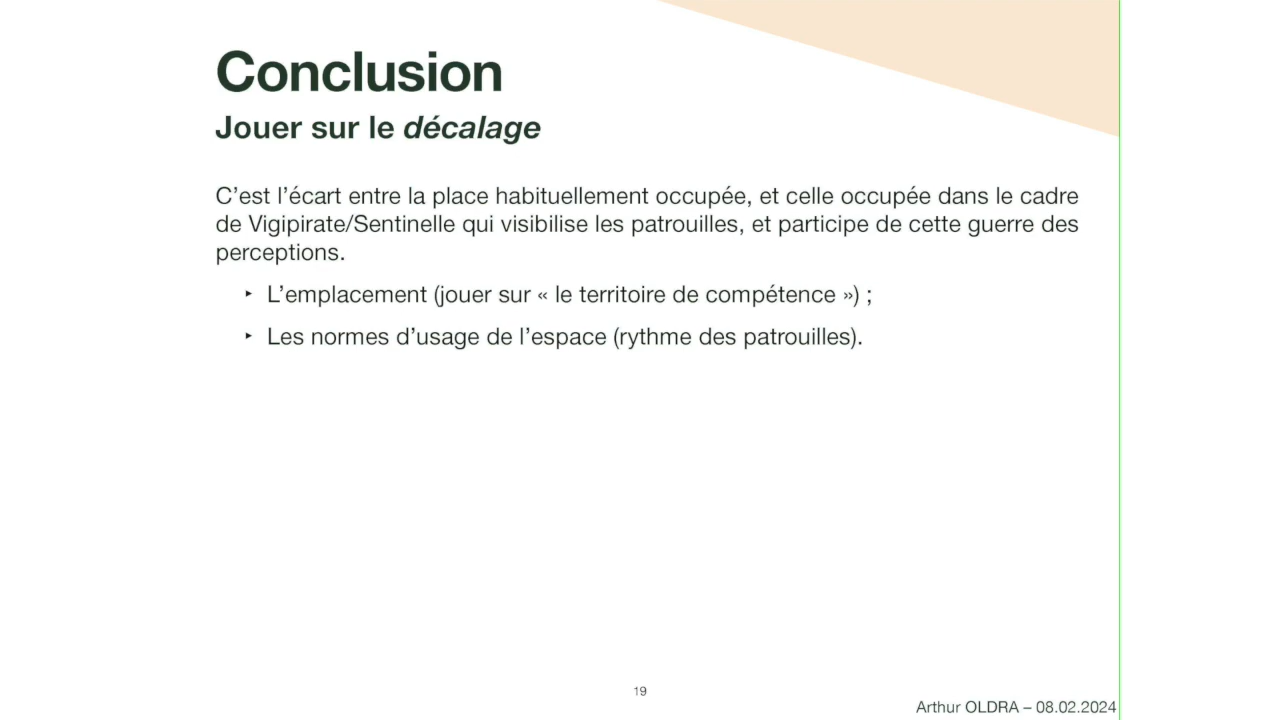 Conclusion
Jouer sur le décalage
C’est l’écart entre la place habituellement occupée, et celle occupée dans le cadre
de Vigipirate/Sentinelle qui visibilise les patrouilles, et participe de cette guerre des
perceptions.
‣ L’emplacement (jouer sur « le territoire de compétence ») ;
‣ Les normes d’usage de l’espace (rythme des patrouilles).
19
Arthur OLDRA – 08.02.2024